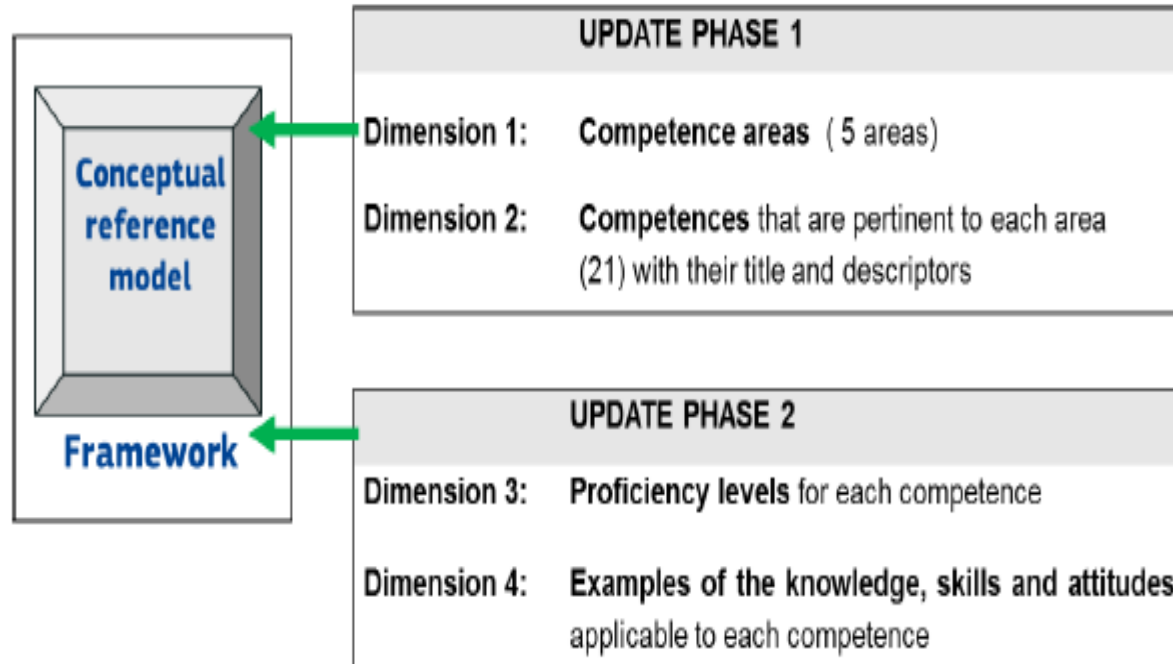 Conceptual
reference
model
Framework
UPDATE PHASE 1
Dimension 1: Competence areas ( 5 areas)
Dimension 2: Competences that are pertinent to each area
(21) with their title and descriptors
UPDATE PHASE 2
Dimension 3: Proficiency levels for each competence
Dimension 4: Examples of the knowledge, skills and attitudes
applicable to each competence